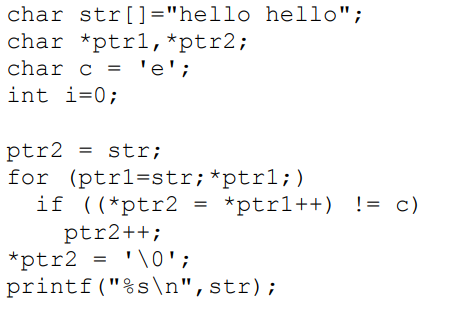 char str[]="hello hello";
char *ptr1,*ptr2;
char c = 'e';
int i=0;

ptr2 = str;
for (ptr1=str;*ptr1;)
  if ((*ptr2 = *ptr1++) != c)
    ptr2++;
*ptr2 = '\0';
printf("%s\n",str);